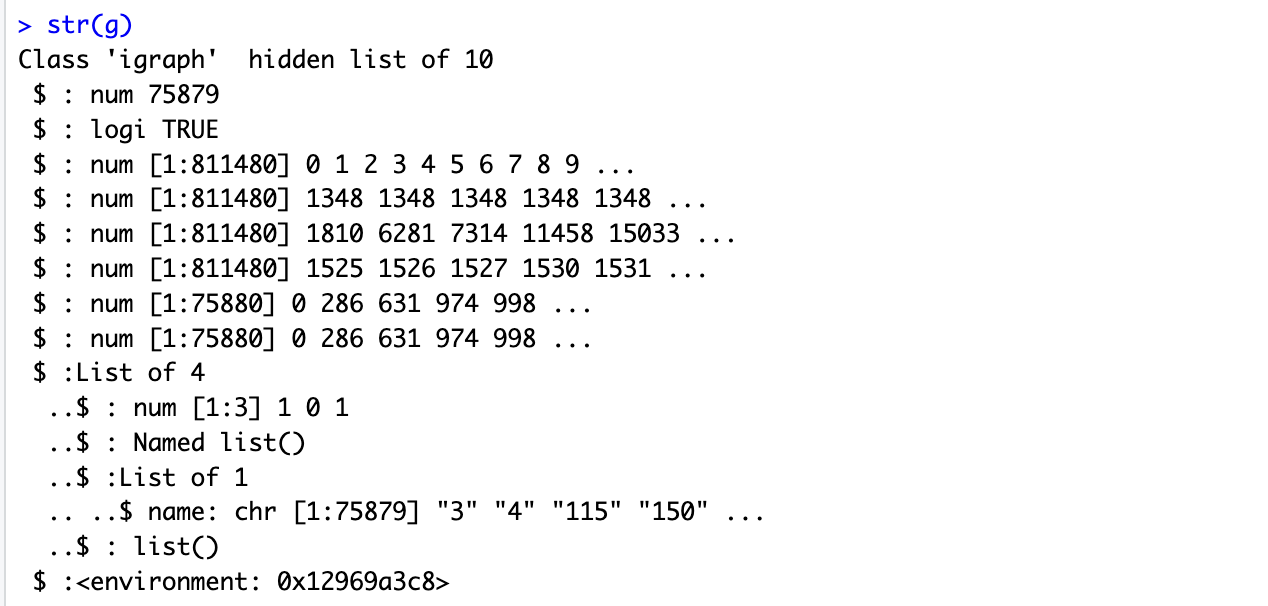 > str(g)
Class 'igraph'  hidden list of 10
 $ : num 75879
 $ : logi TRUE
 $ : num [1:811480] 0 1 2 3 4 5 6 7 8 9 ...
 $ : num [1:811480] 1348 1348 1348 1348 1348 ...
 $ : num [1:811480] 1810 6281 7314 11458 15033 ...
 $ : num [1:811480] 1525 1526 1527 1530 1531 ...
 $ : num [1:75880] 0 286 631 974 998 ...
 $ : num [1:75880] 0 286 631 974 998 ...
 $ :List of 4
  ..$ : num [1:3] 1 0 1
  ..$ : Named list()
  ..$ :List of 1
  .. ..$ name: chr [1:75879] "3" "4" "115" "150" ...
  ..$ : list()
 $ :<environment: 0x12969a3c8>